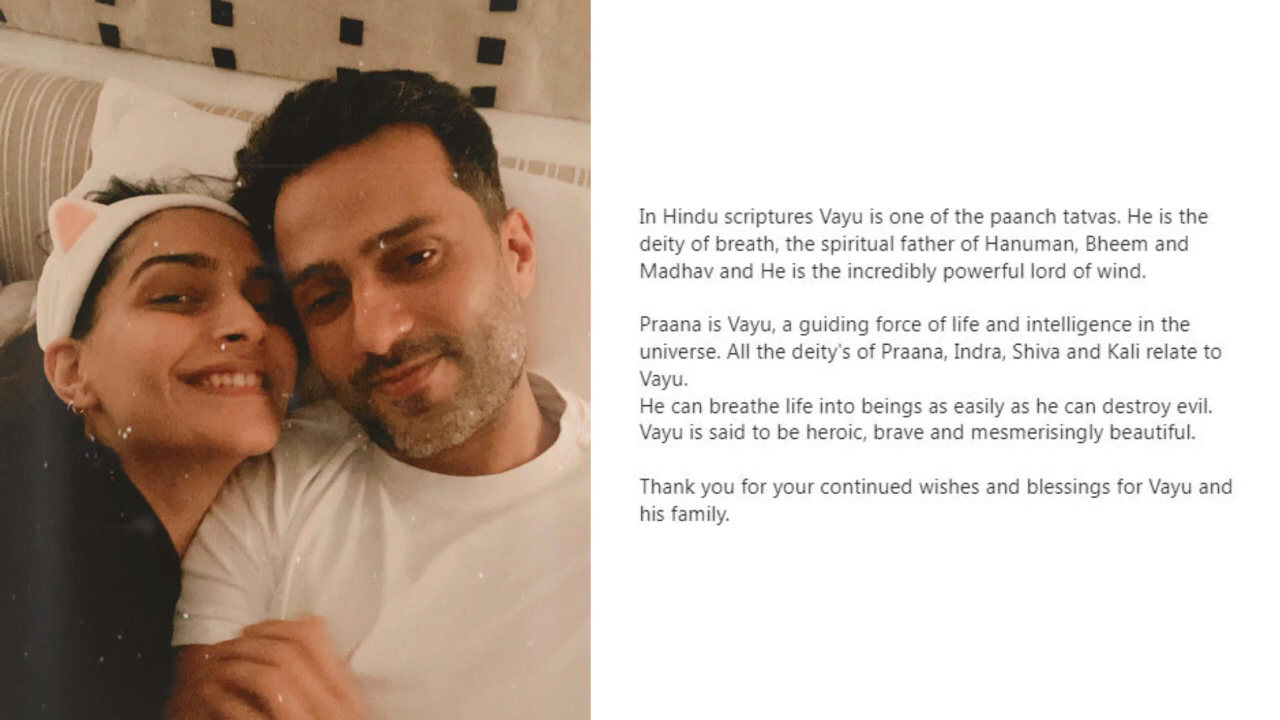 In Hindu scriptures Vayu is one of the paanch tatvas. He is the
deity of breath, the spiritual father of Hanuman, Bheem and
Madhav and He is the incredibly powerful lord of wind.
Praana is Vayu, a guiding force of life and intelligence in the
universe. All the deity's of Praana, Indra, Shiva and Kali relate to
Vayu.
He can breathe life into beings as easily as he can destroy evil.
Vayu is said to be heroic, brave and mesmerisingly beautiful.
Thank you for your continued wishes and blessings for Vayu and
his family.